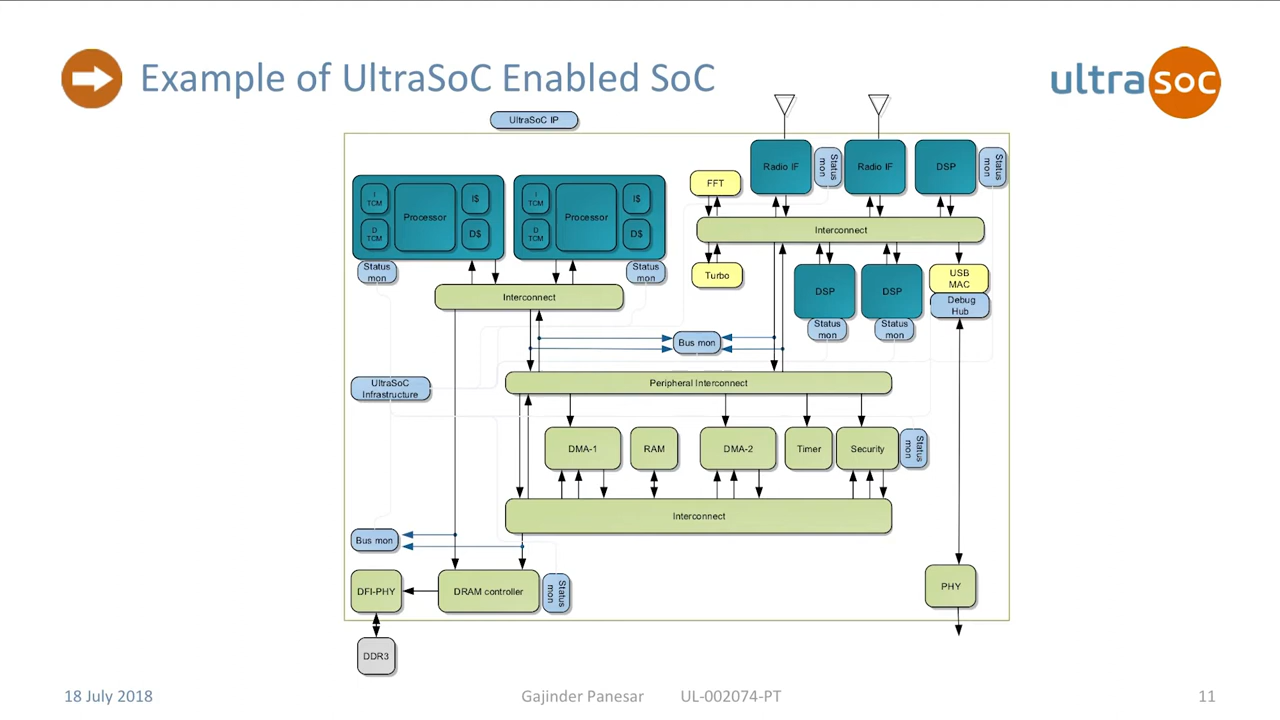 Example of UltraSoC Enabled SoC
ultrasoc
UltraSoC IP
Radio IF
Status
mon
Radio IF
DSP
Status
mon
FFT
I
TCM
Processor
I$
D
TCM
D$
I
TCM
Processor
I$
D
TCM
D$
Interconnect
Status
mon
Status
mon
Turbo
DSP
DSP
USB
MAC
Debug
Hub
Interconnect
Status
mon
Status
mon
Bus mon
UltraSoC
Infrastructure
Peripheral Interconnect
DMA-1
RAM
DMA-2
Timer
Security
Status
mon
Interconnect
Bus mon
DFI-PHY
DRAM controller
Status
mon
PHY
DDR3
18 July 2018
Gajinder Panesar
UL-002074-PT
11